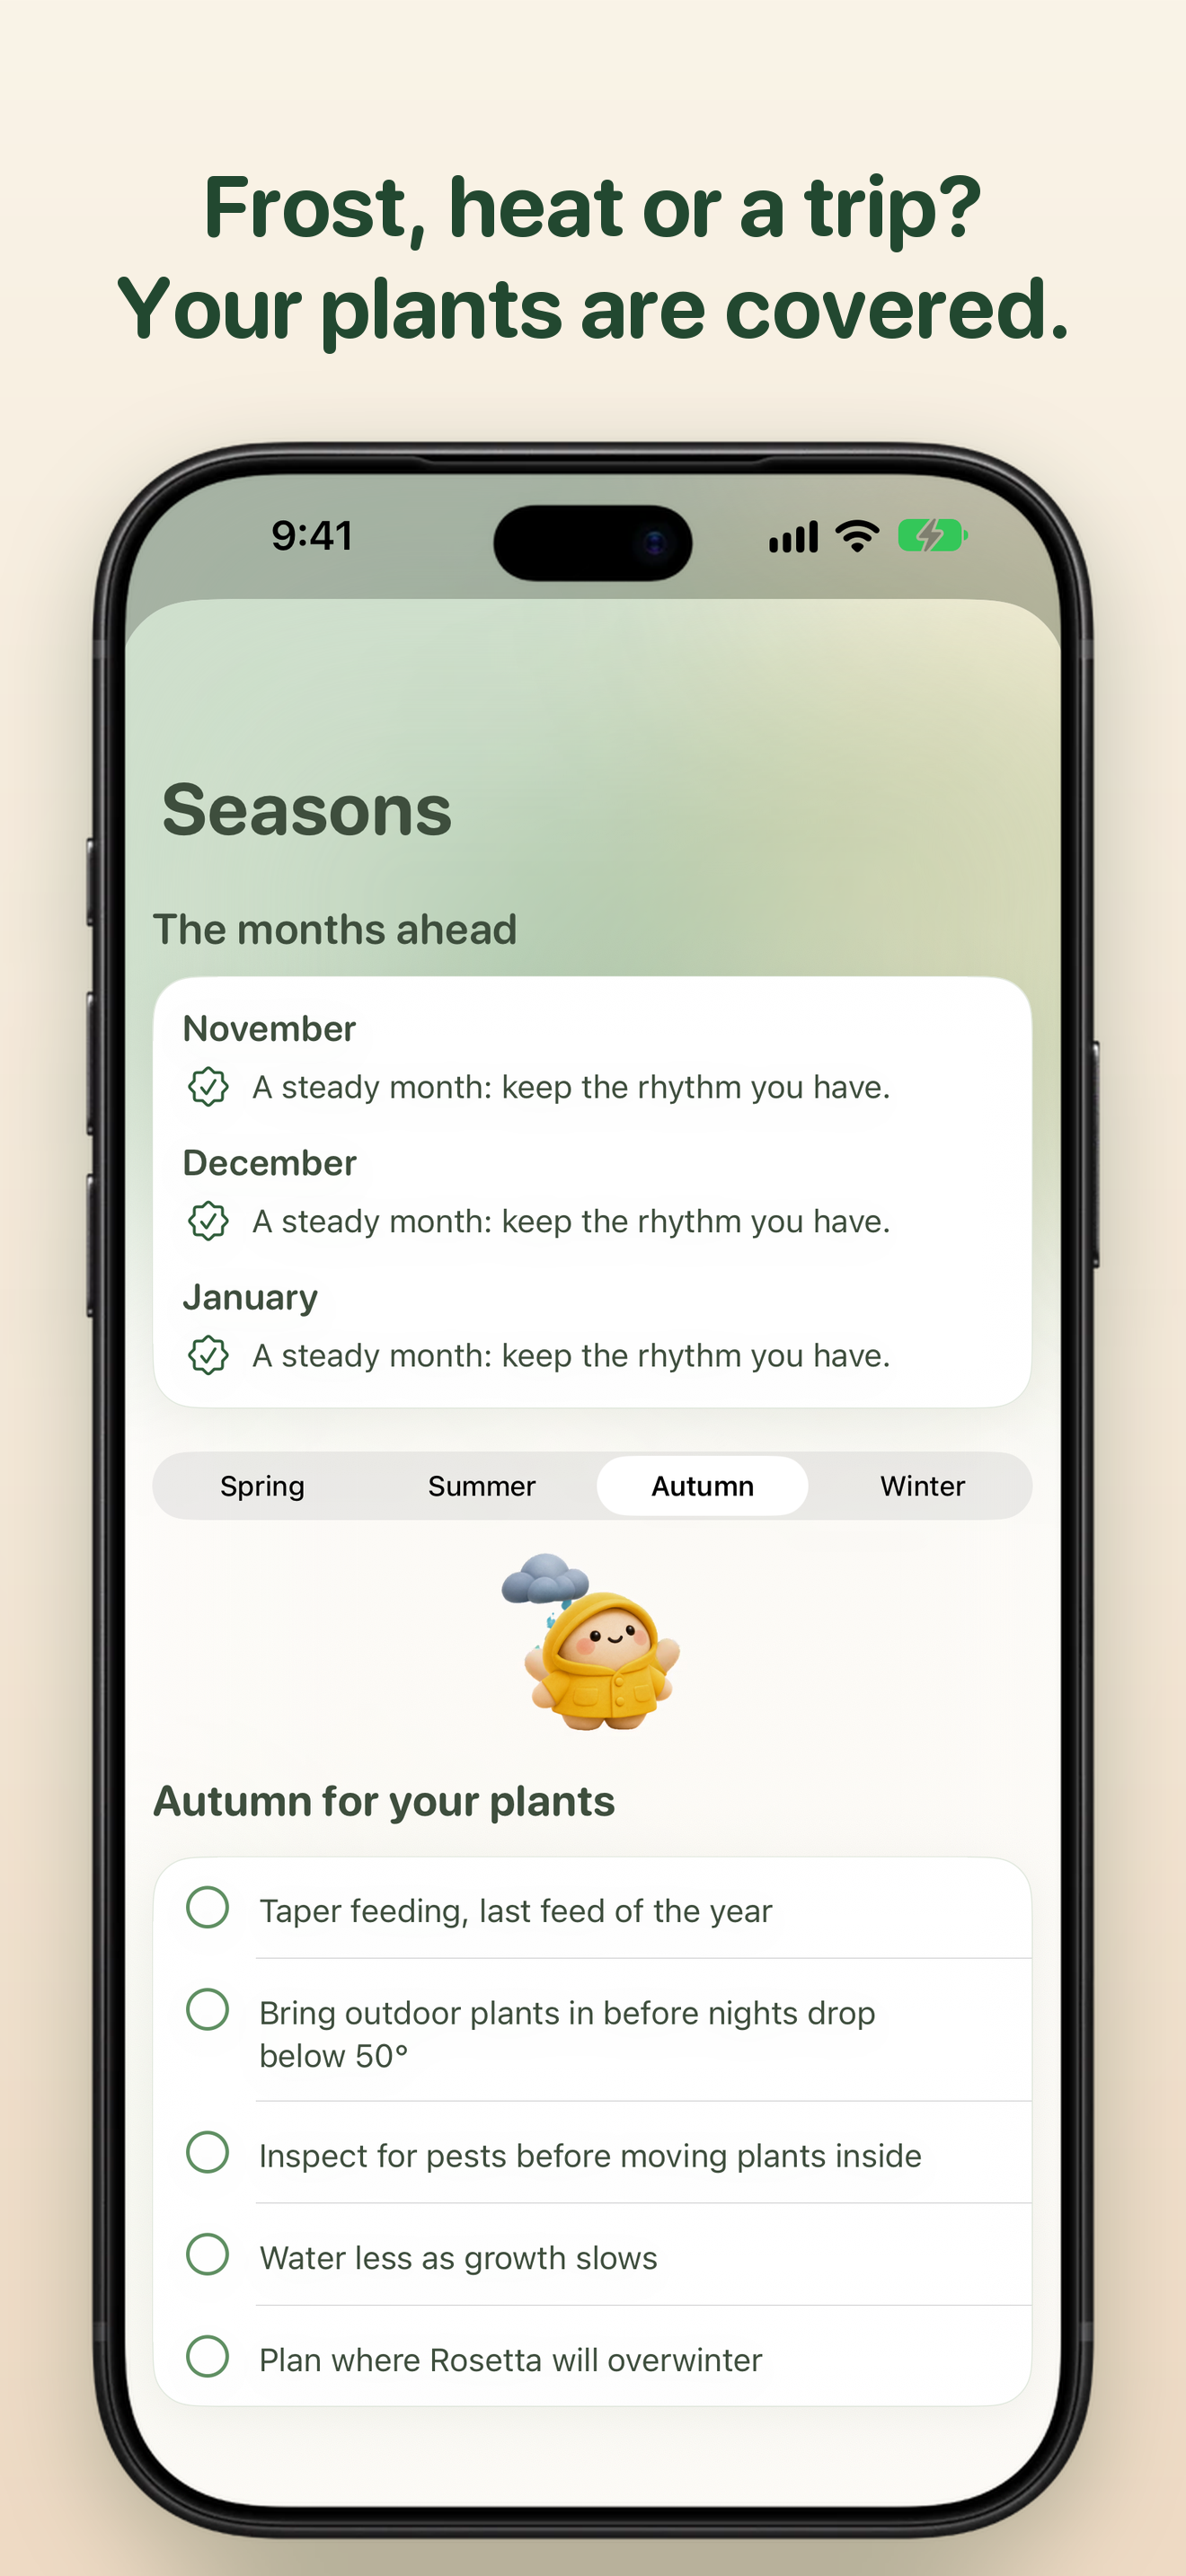 Frost, heat or a trip?
Your plants are covered.
9:41
Seasons
The months ahead
November
A steady month: keep the rhythm you have.
December
A steady month: keep the rhythm you have.
January
A steady month: keep the rhythm you have.
Spring Summer Autumn Winter
Autumn for your plants
Taper feeding, last feed of the year
Bring outdoor plants in before nights drop
below 50°
Inspect for pests before moving plants inside
Water less as growth slows
Plan where Rosetta will overwinter